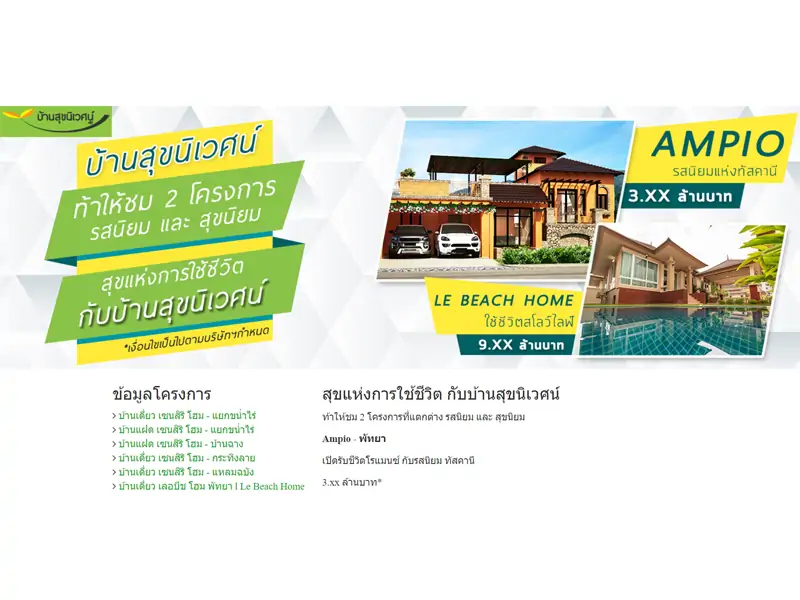 บ้านสุขนิเวศน์
บ้านสุขนิเวศน์
ท้าให้ชม 2 โครงการ
รสนิยม และ สุขนิยม
สุขแห่งการใช้ชีวิต
กับบ้านสุขนิเวศน์
*เงื่อนไขเป็นไปตามบริษัทฯกำหนด
AMPIO
รสนิยมแห่งทัสคานี
3.XX ล้านบาท
LE BEACH HOME
ใช้ชีวิตสโลว์ไลฟ์
9.XX ล้านบาท
ข้อมูลโครงการ
บ้านเดี่ยว เซนสิริ โฮม - แยกขน่ำไร่
บ้านแฝด เซนสิริ โฮม - แยกขน่ำไร่
บ้านแฝด เซนสิริ โฮม - บ้านฉาง
บ้านเดี่ยว เซนสิริ โฮม - กระทิงลาย
บ้านเดี่ยว เซนสิริ โฮม - แหลมฉบัง
บ้านเดี่ยว เลอบีช โฮม พัทยา | Le Beach Home
สุขแห่งการใช้ชีวิต กับบ้านสุขนิเวศน์
ท้าให้ชม 2 โครงการที่แตกต่าง รสนิยม และ สุขนิยม
Ampio - พัทยา
เปิดรับชีวิตโรแมนซ์ กับรสนิยม ทัสคานี
3.xx ล้านบาท*